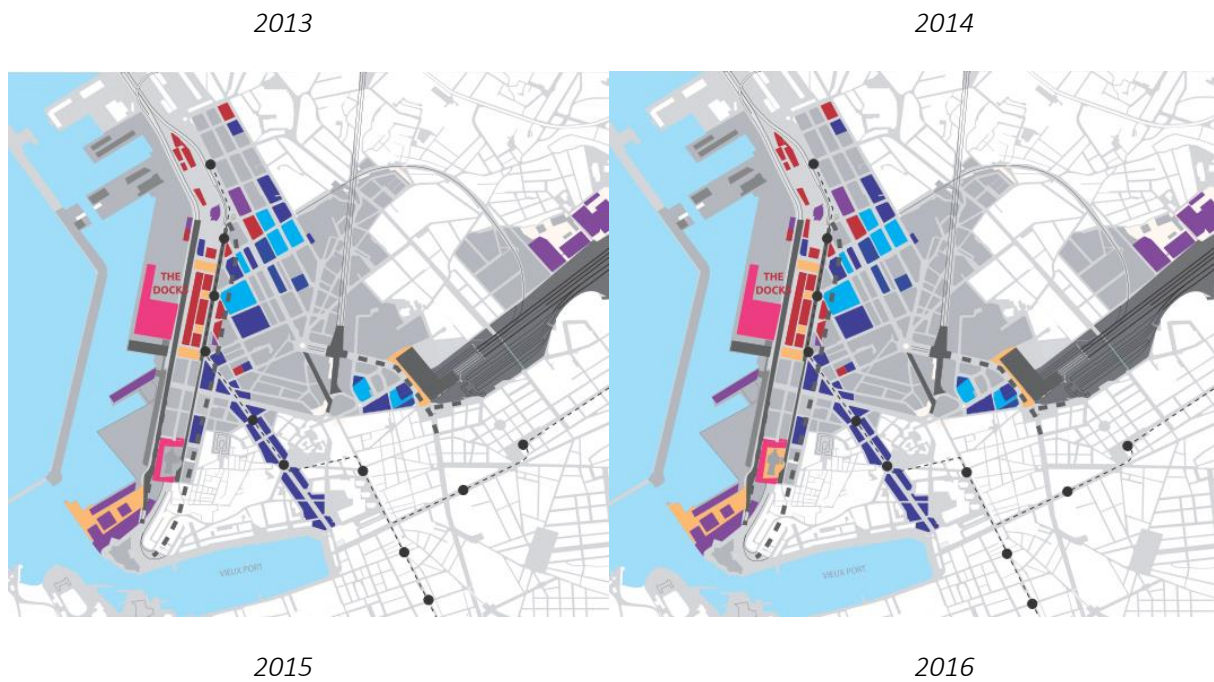 2013
2014
THE
DOCKS
VIEUX PORT
THE
DOCKS
VIEUX PORT
2015
2016